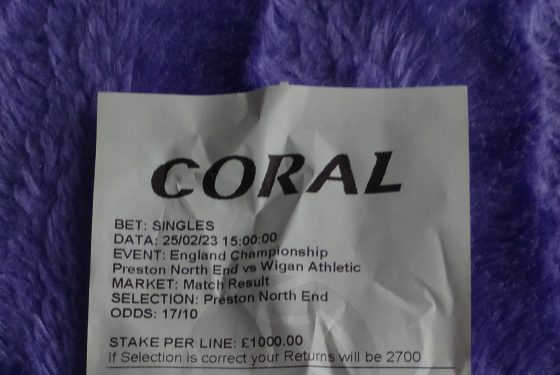 CORAL
BET: SINGLES
DATA: 25/02/23 15:00:00
EVENT: England Championship
Preston North End vs Wigan Athletic
MARKET: Match Result
SELECTION: Preston North End
ODDS: 17/10
STAKE PER LINE: £1000.00
If Selection is correct your Returns will be 2700